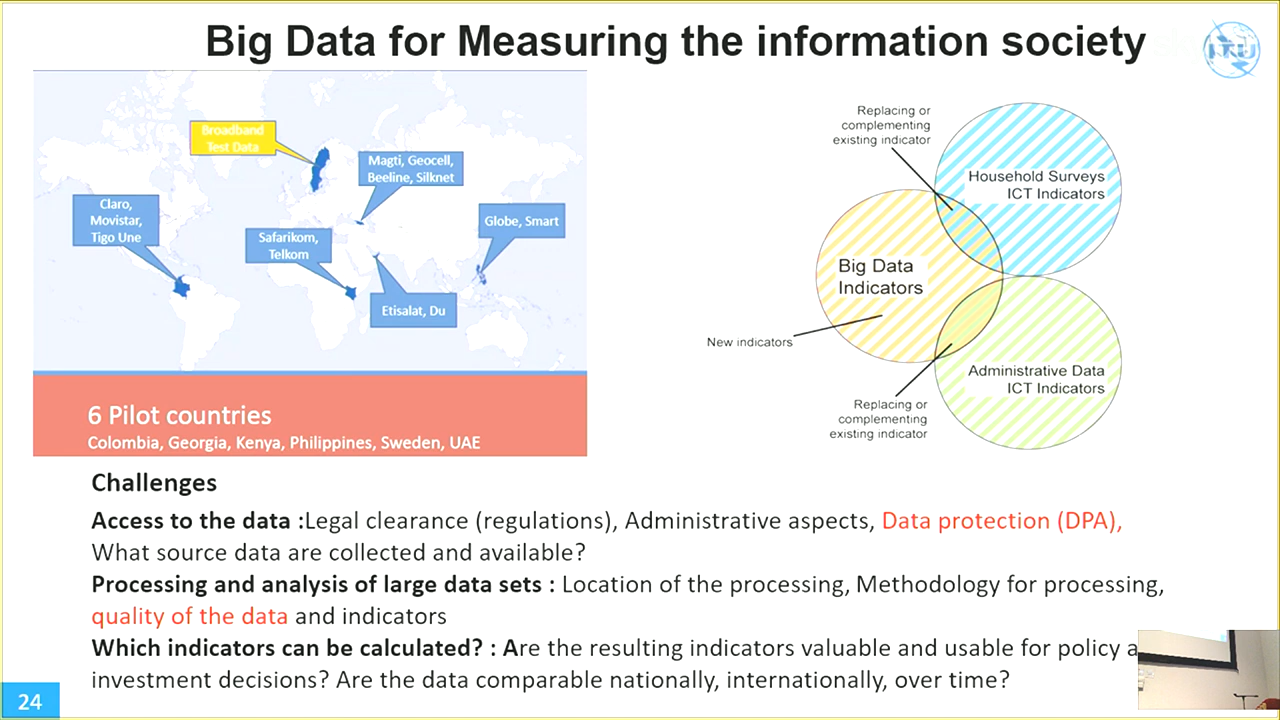 Big Data for Measuring the information society
ITU
Broadband
Test Data
Magti, Geocell,
Beeline, Silknet
Claro,
Movistar,
Tigo Une
Safarikom,
Telkom
Globe, Smart
Etisalat, Du
6 Pilot countries
Colombia, Georgia, Kenya, Philippines, Sweden, UAE
Replacing or
complementing
existing indicator
Household Surveys
ICT Indicators
Big Data
Indicators
New indicators
Administrative Data
ICT Indicators
Replacing or
complementing
existing indicator
Challenges
Access to the data :Legal clearance (regulations), Administrative aspects, Data protection (DPA),
What source data are collected and available?
Processing and analysis of large data sets : Location of the processing, Methodology for processing,
quality of the data and indicators
Which indicators can be calculated? : Are the resulting indicators valuable and usable for policy a
investment decisions? Are the data comparable nationally, internationally, over time?
24